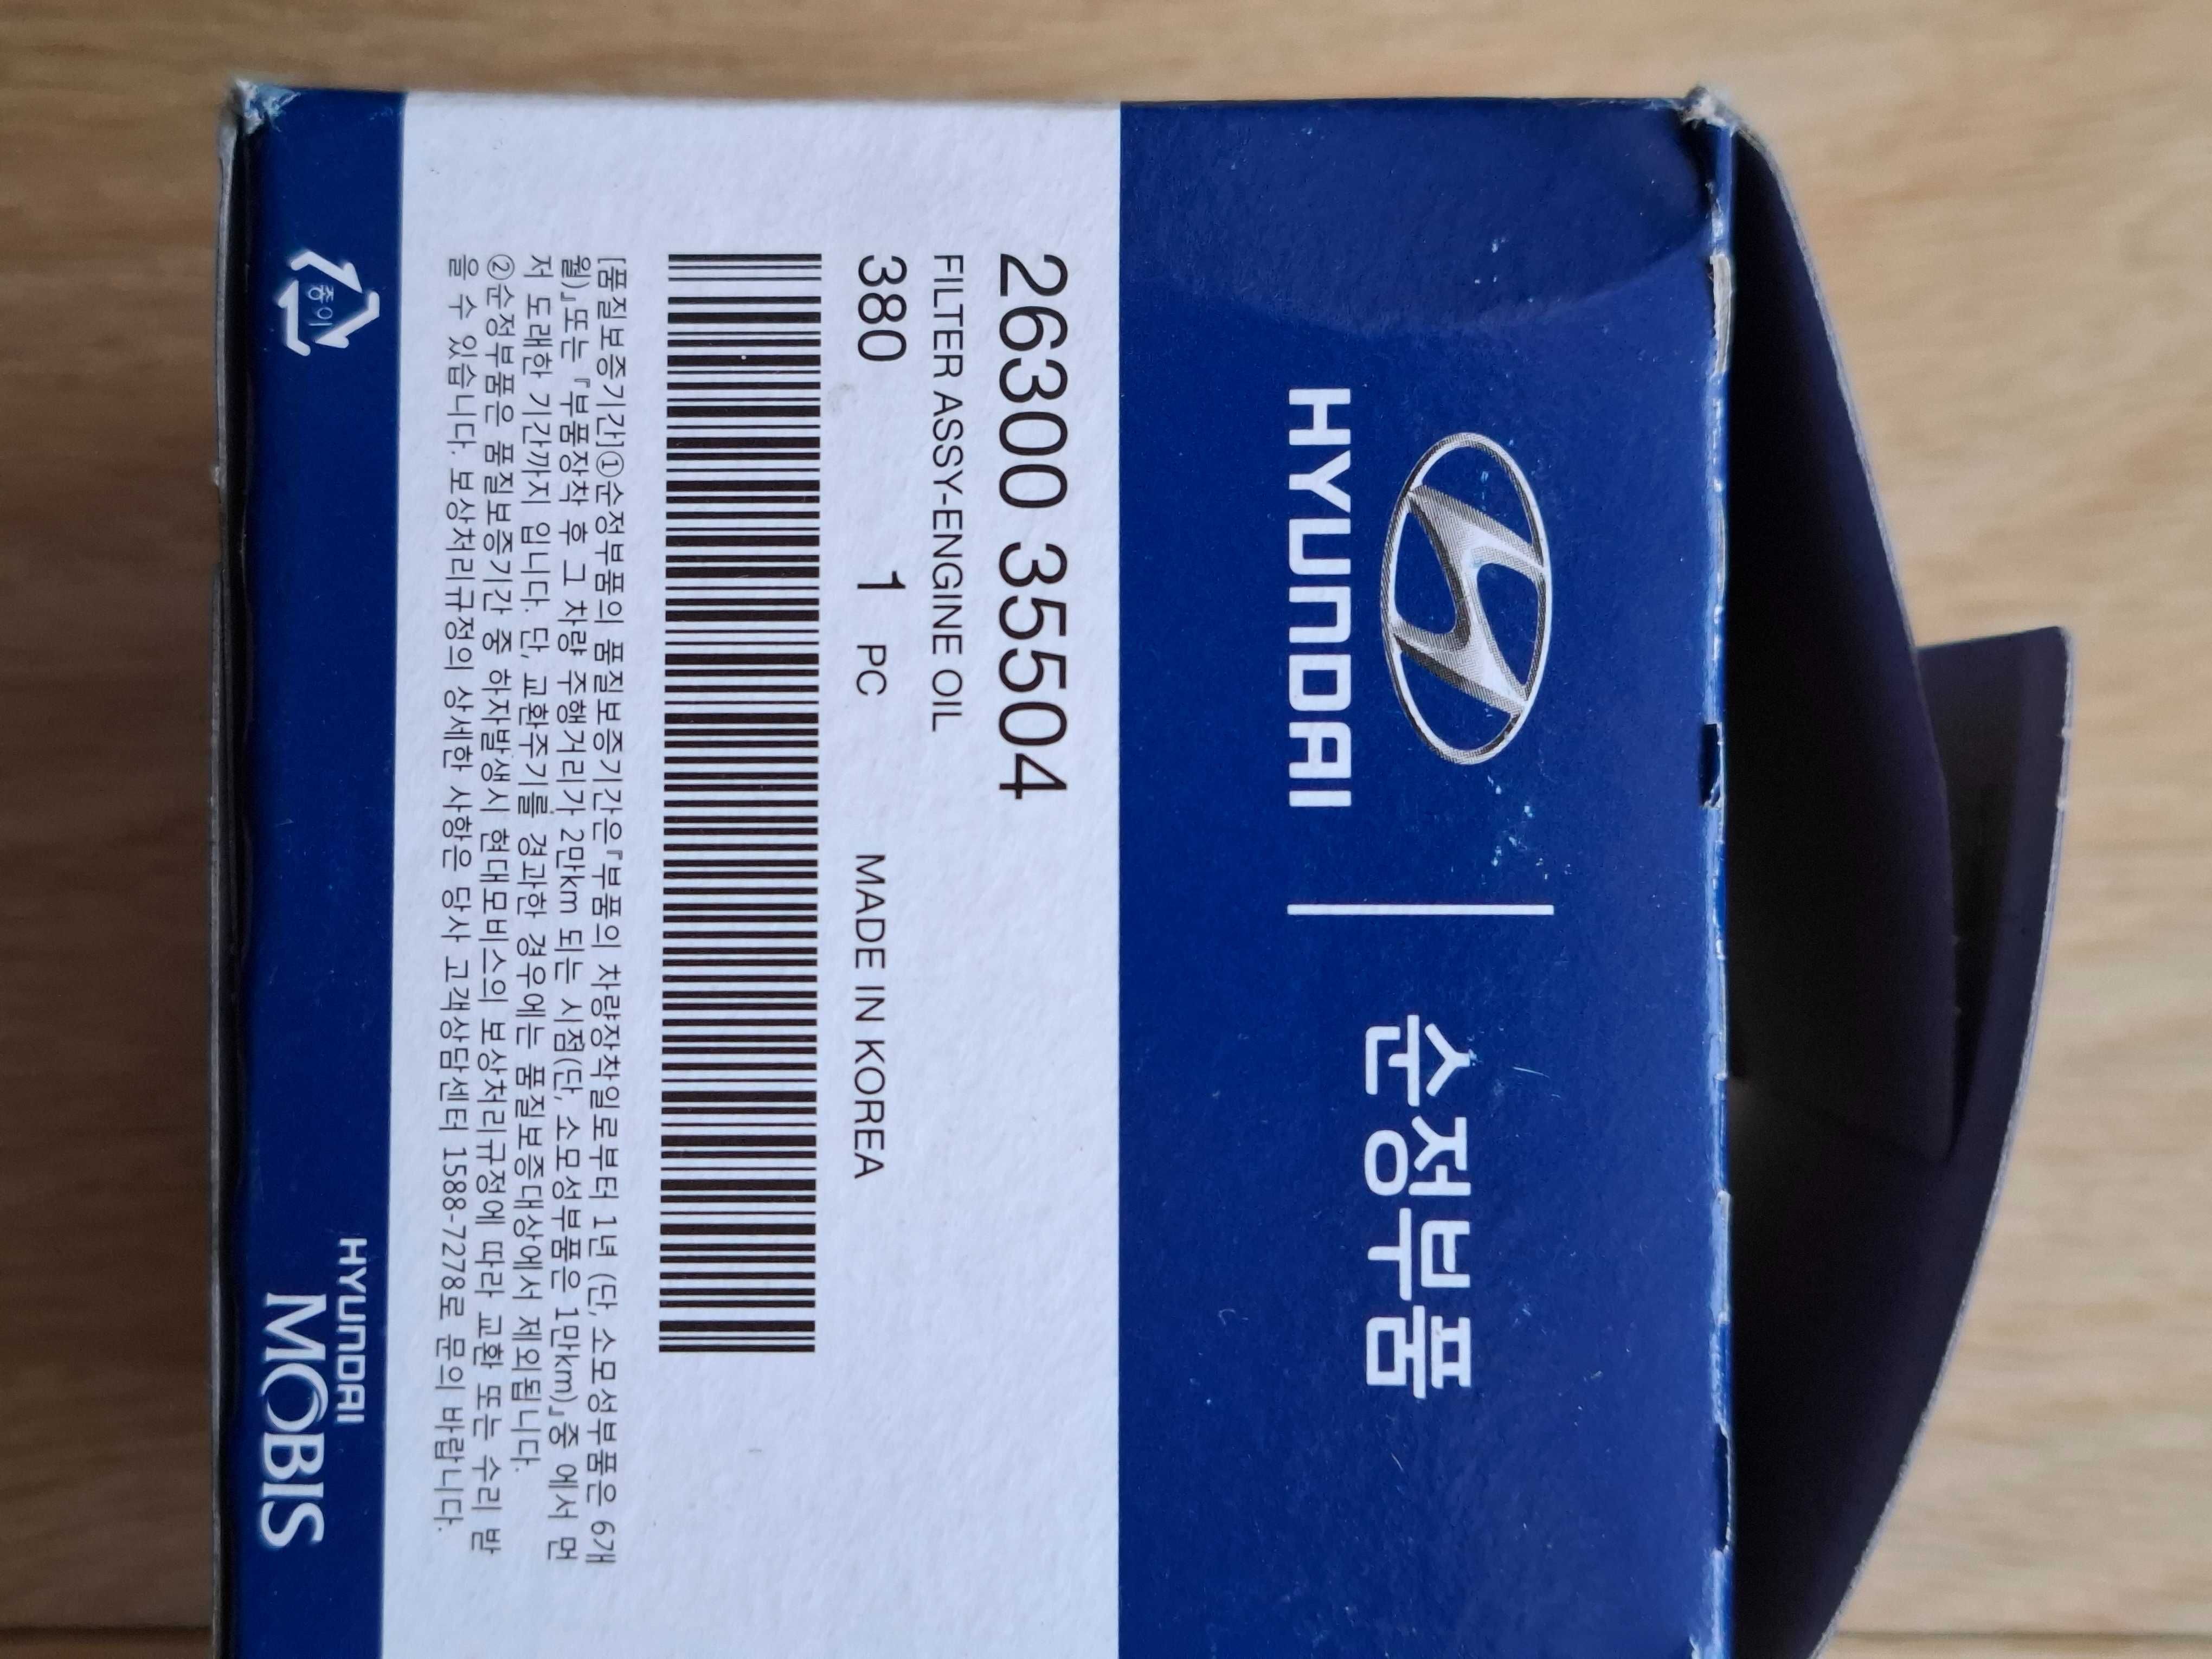 HYUNDAI
순정부품
26300 35504
FILTER ASSY-ENGINE OIL
380 1 PC MADE IN KOREA
[품질보증기간]①순정부품의 품질보증기간은『부품의 차량장착일로부터 1년 (단, 소모성부품은 6개
월)』또는 『부품장착 후 그 차량 주행거리가 2만km 되는 시점(단, 소모성부품은 1만km)』중 에서 먼
저 도래한 기간까지 입니다. 단, 교환주기를 경과한 경우에는 품질보증대상에서 제외됩니다.
②순정부품은 품질보증기간 중 하자발생시 현대모비스의 보상처리규정에 따라 교환 또는 수리 받
을 수 있습니다. 보상처리규정의 상세한 사항은 당사 고객상담센터 1588-7278로 문의 바랍니다.
종이
HYUNDAI
MOBIS